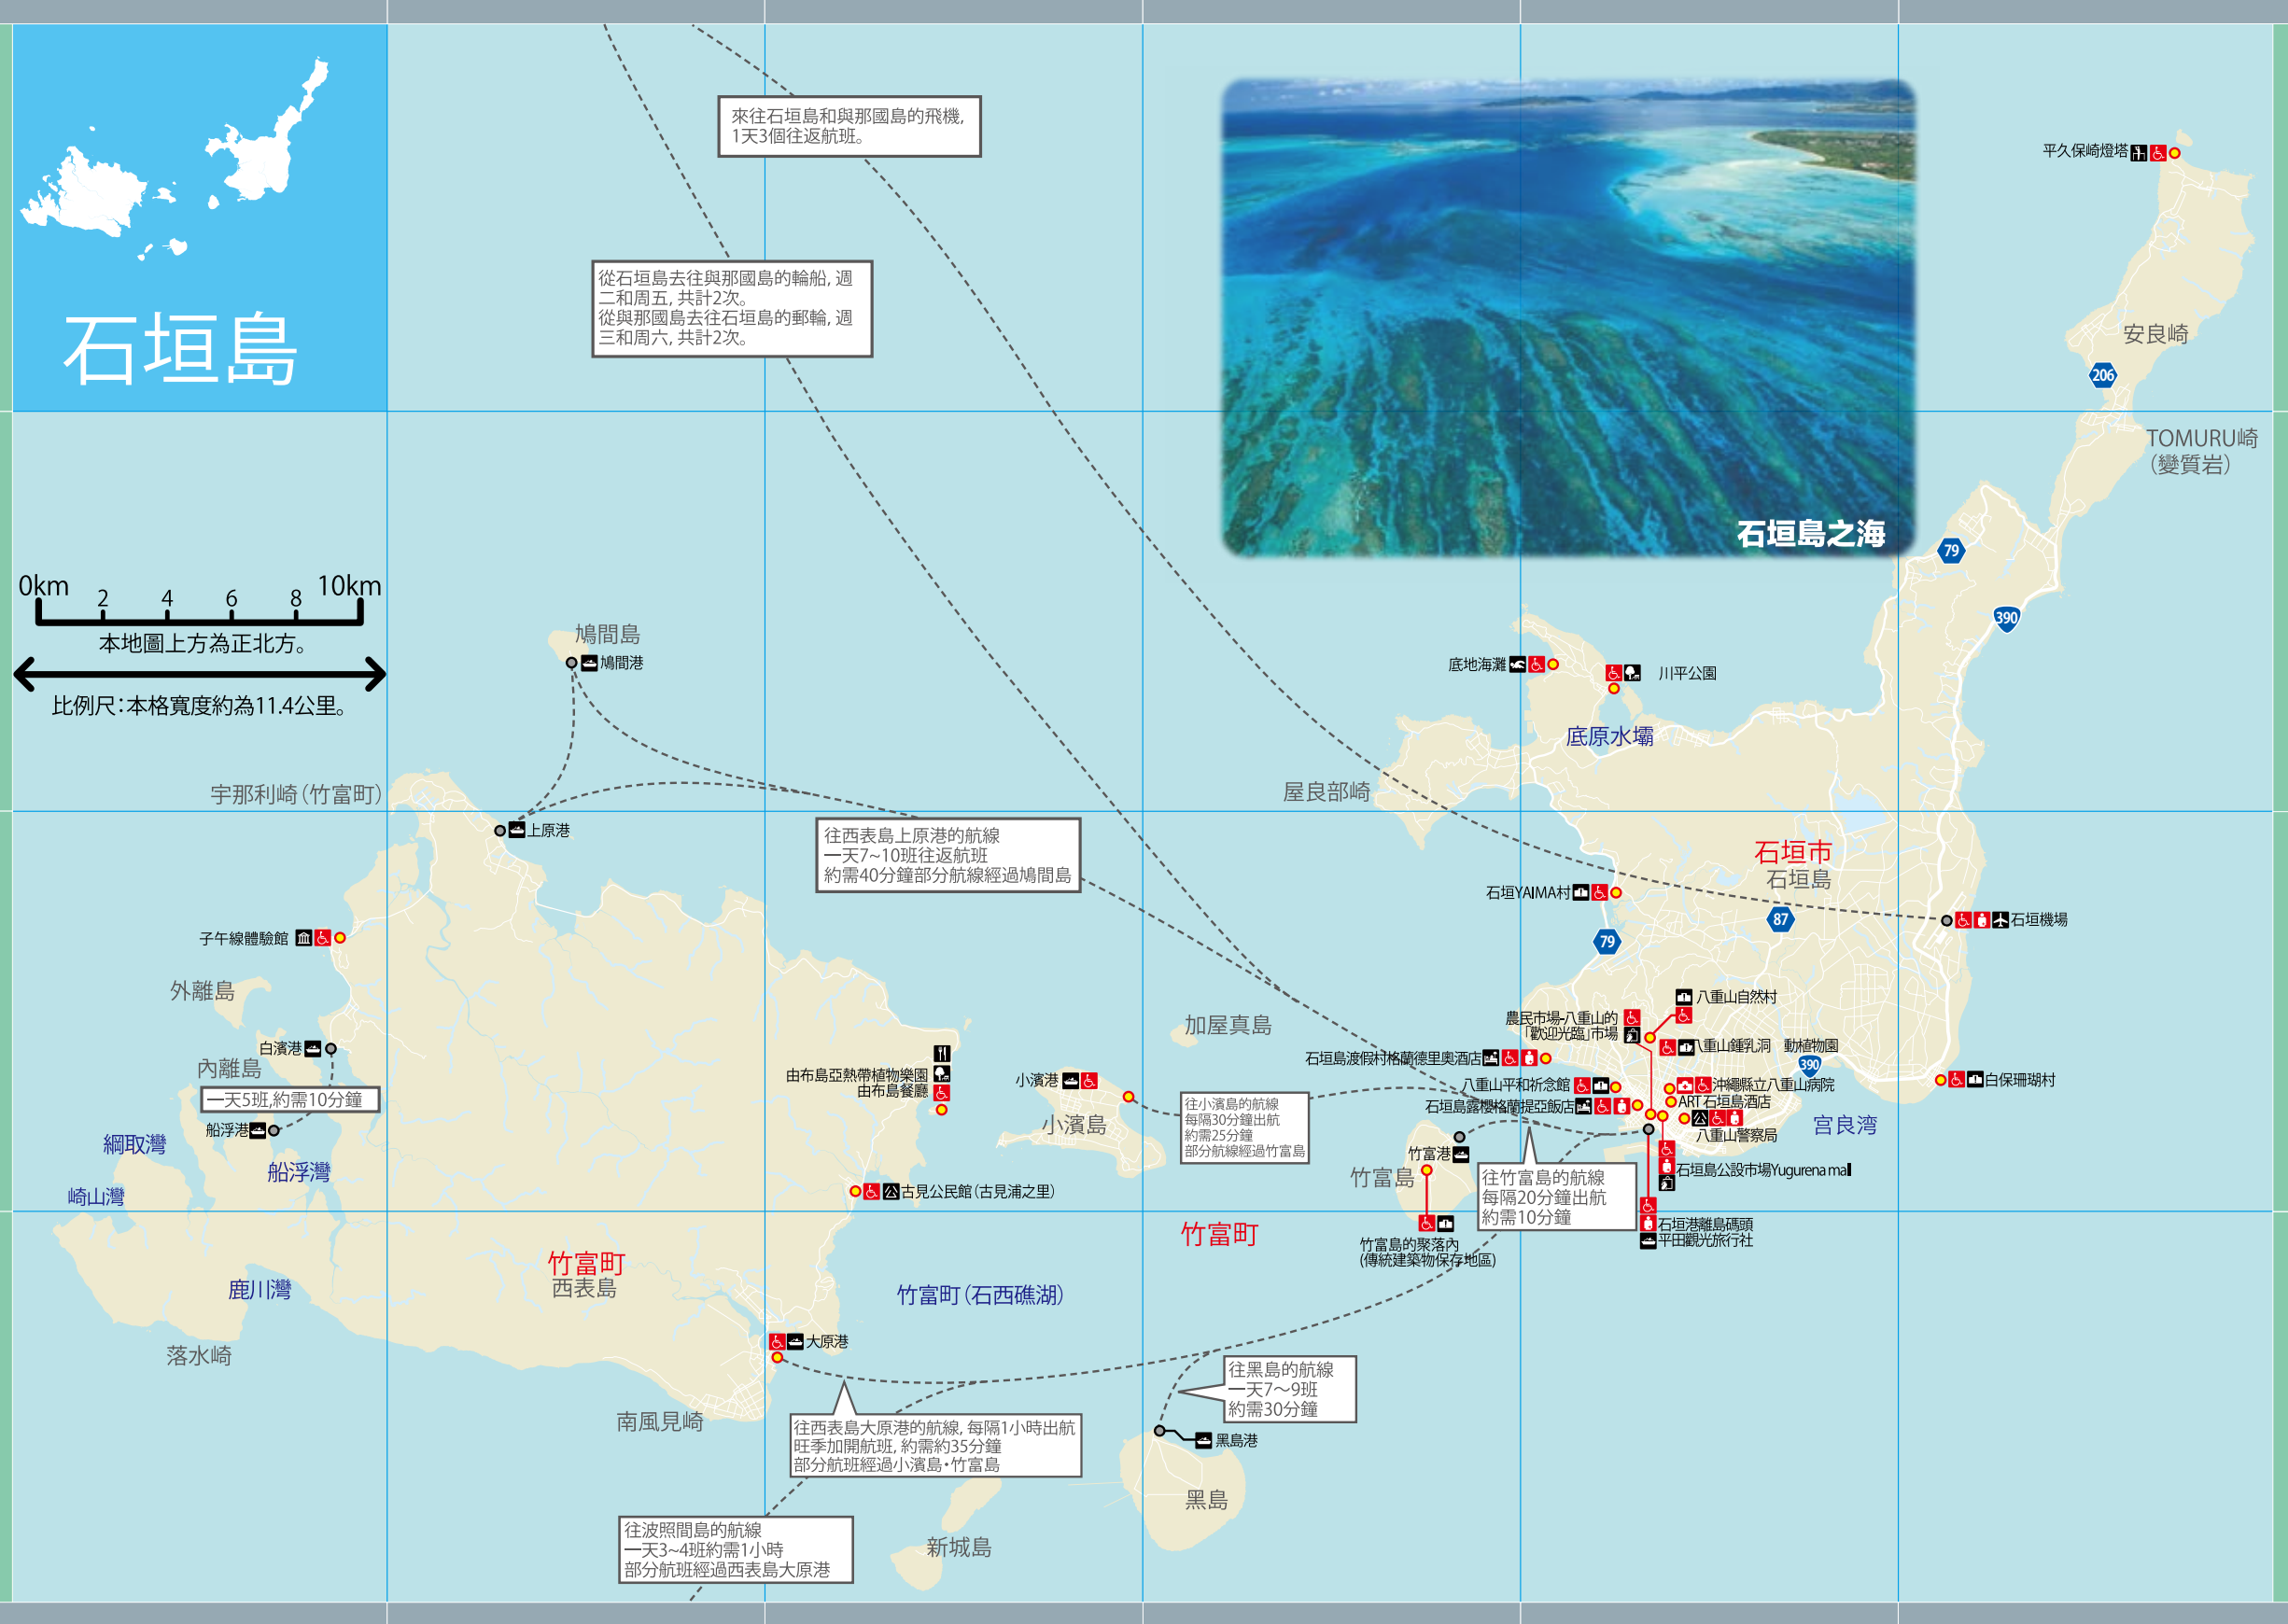 石垣島
來往石垣島和與那國島的飛機,
1天3個往返航班。
從石垣島去往與那國島的輪船, 週
二和周五, 共計2次。
從與那國島去往石垣島的郵輪, 週
三和周六, 共計2次。
石垣島之海
平久保崎燈塔
安良崎
206
TOMURU崎
(變質岩)
79
390
0km 2 4 6 8 10km
本地圖上方為正北方。
比例尺：本格寬度約為11.4公里。
鳩間島
鳩間港
底地海灘
川平公園
底原水壩
屋良部崎
宇那利崎(竹富町)
上原港
往西表島上原港的航線
一天7~10班往返航班
約需40分鐘部分航線經過鳩間島
石垣市
石垣島
石垣YAIMA村
87
79
石垣機場
子午線體驗館
外離島
白濱港
內離島
一天5班,約需10分鐘
船浮港
綱取灣
船浮灣
崎山灣
鹿川灣
落水崎
由布島亞熱帶植物樂園
由布島餐廳
小濱港
小濱島
加屋真島
八重山自然村
農民市場-八重山的
「歡迎光臨」市場
八重山鍾乳洞　動植物園
390
石垣島渡假村格蘭德里奧酒店
八重山平和祈念館
沖繩縣立八重山病院
石垣島露櫻格蘭提亞飯店
ART 石垣島酒店
八重山警察局
白保珊瑚村
宮良湾
往小濱島的航線
每隔30分鐘出航
約需25分鐘
部分航線經過竹富島
竹富港
竹富島
往竹富島的航線
每隔20分鐘出航
約需10分鐘
石垣島公設市場Yugurena mall
石垣港離島碼頭
平田觀光旅行社
古見公民館(古見浦之里)
竹富町
竹富島的聚落內
(傳統建築物保存地區)
竹富町
西表島
竹富町(石西礁湖)
大原港
南風見崎
往西表島大原港的航線, 每隔1小時出航
旺季加開航班, 約需約35分鐘
部分航班經過小濱島・竹富島
往黑島的航線
一天7～9班
約需30分鐘
黑島港
黑島
新城島
往波照間島的航線
一天3~4班約需1小時
部分航班經過西表島大原港